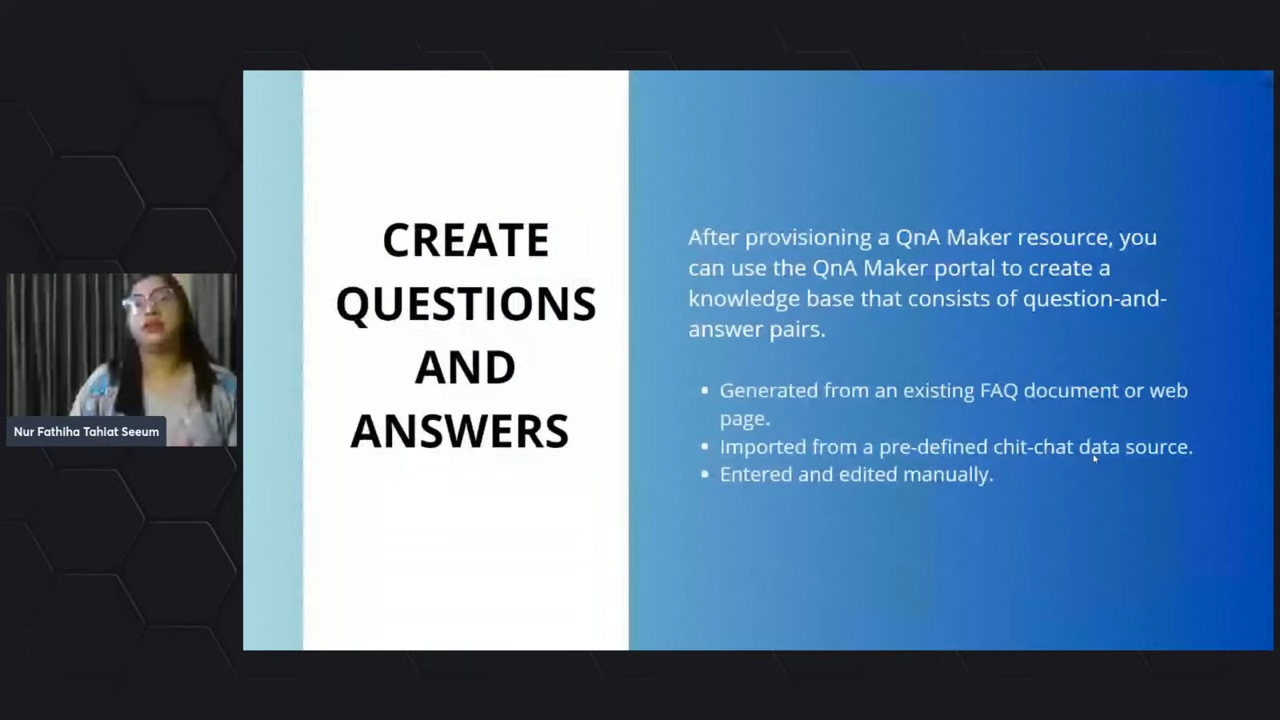 CREATE
QUESTIONS
AND
ANSWERS
After provisioning a QnA Maker resource, you
can use the QnA Maker portal to create a
knowledge base that consists of question-and-
answer pairs.
• Generated from an existing FAQ document or web
page.
• Imported from a pre-defined chit-chat data source.
• Entered and edited manually.
Nur Fathiha Tahiat Seeum